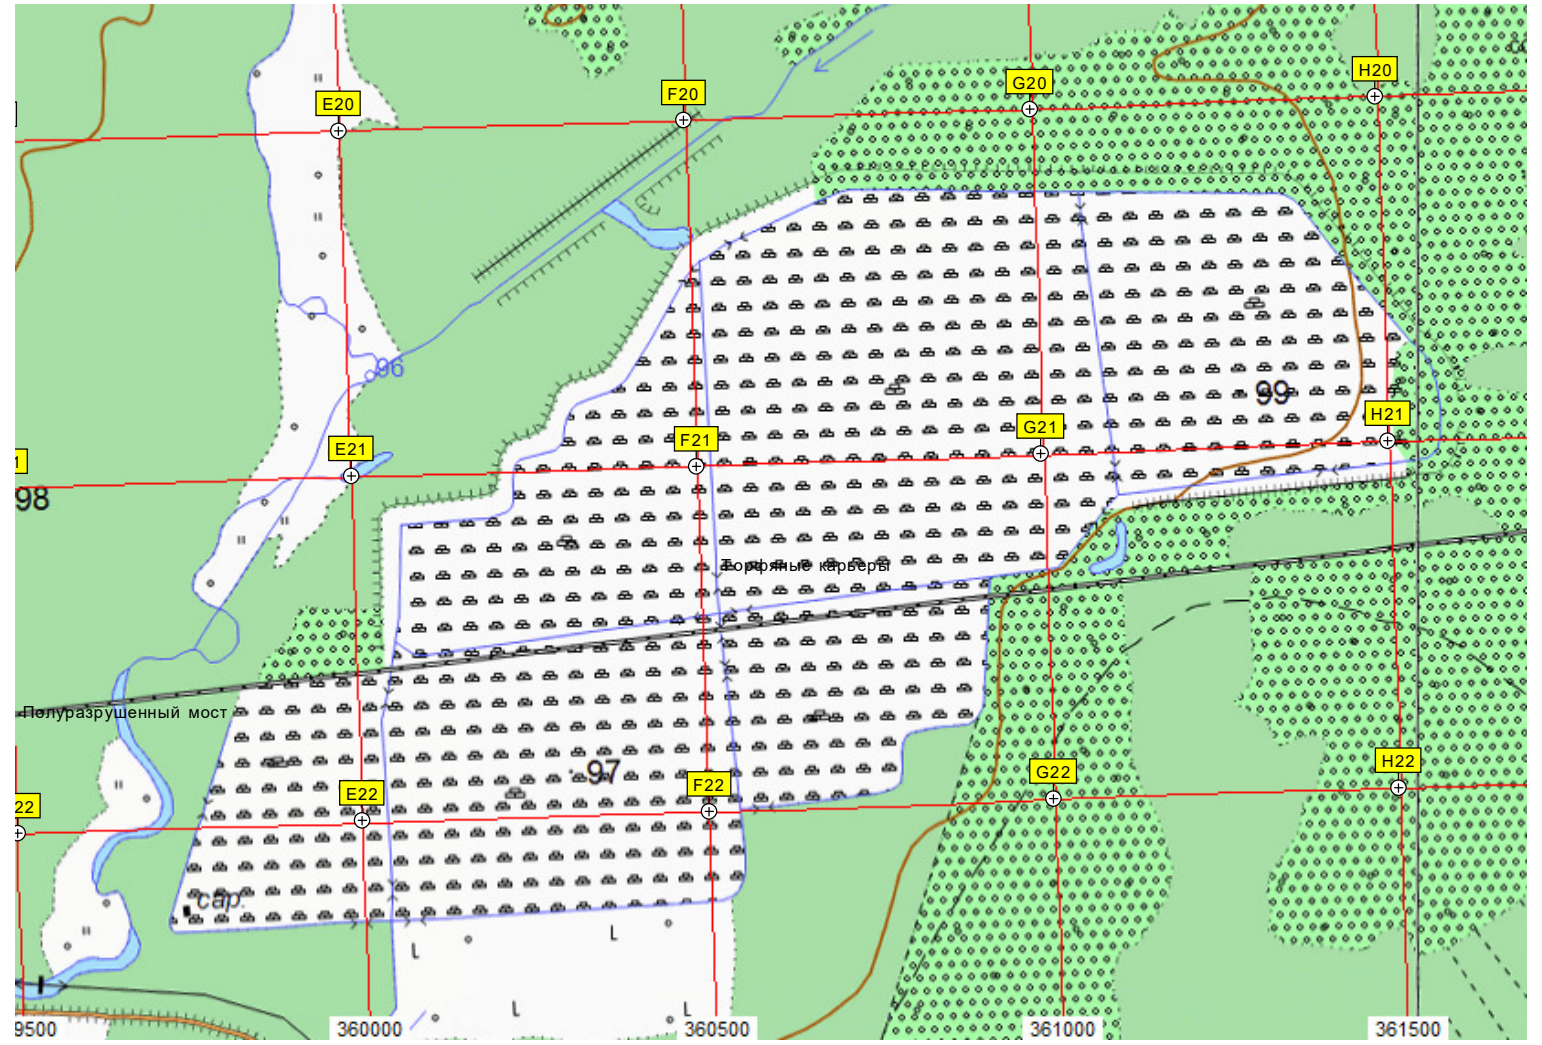 H20
G20
F20
E20
96
99
H21
G21
F21
E21
98
Торфяные карьеры
Полуразрушенный мост
H22
97
G22
F22
E22
22
сар.
9500
360000
360500
361000
361500